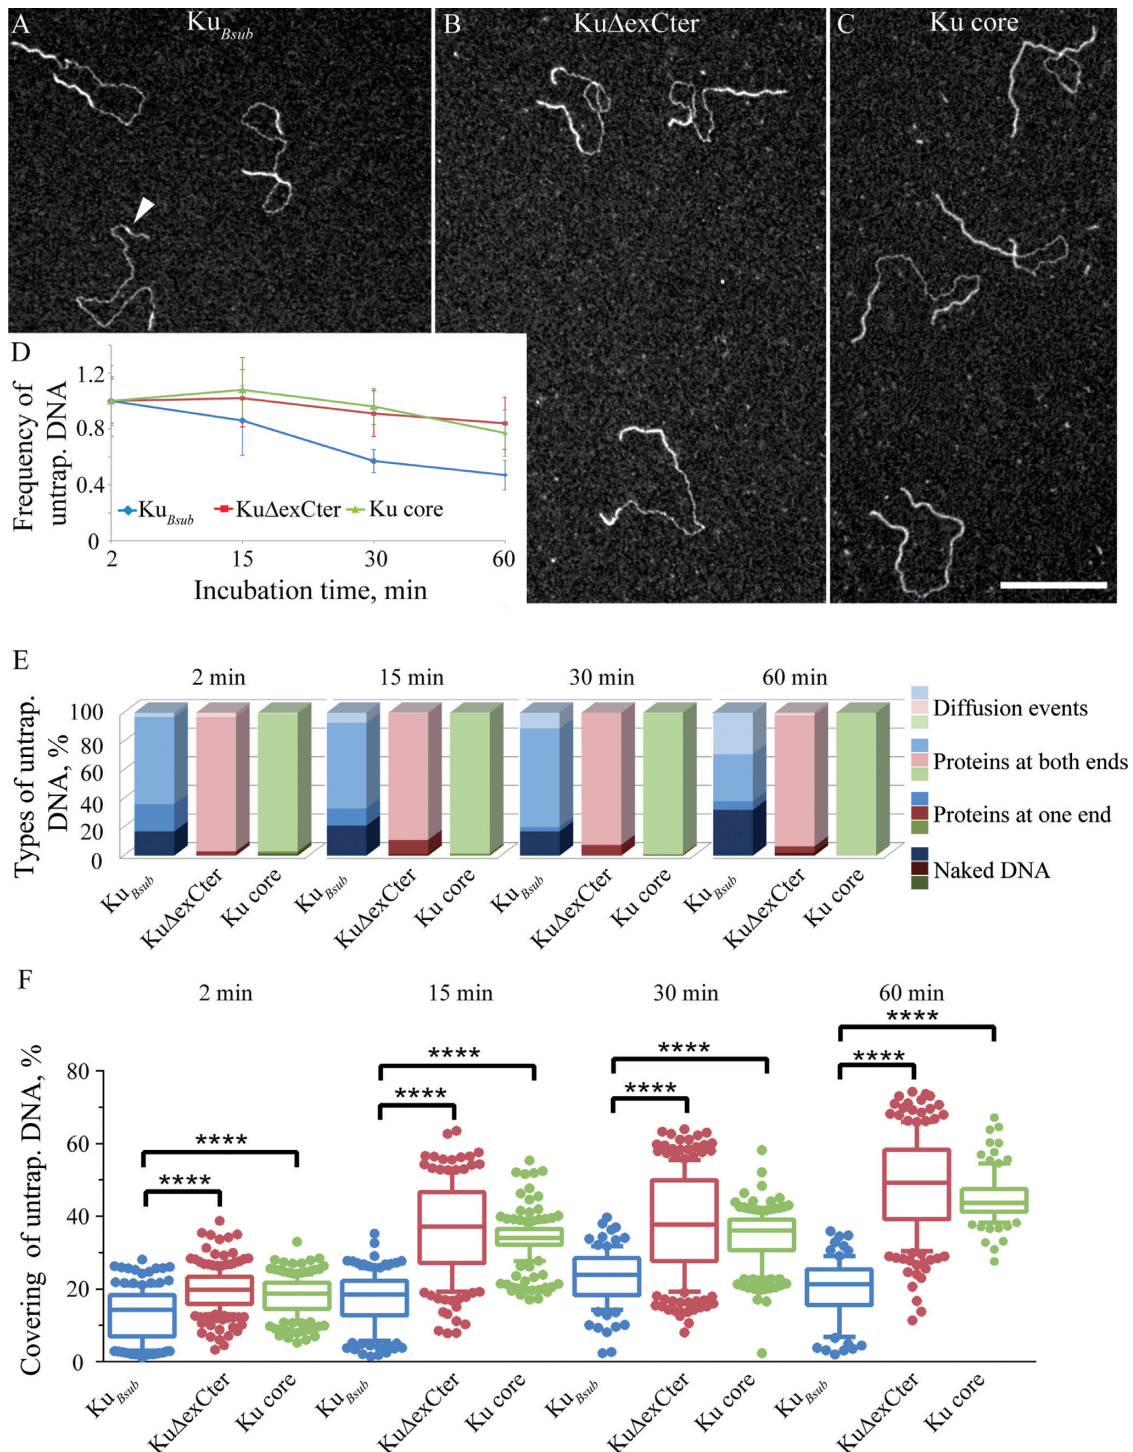 A Ku Bsub
B KuΔexCter
C Ku core
D
Frequency of
untrap. DNA
1.2
0.8
0.4
0
2 15 30 60
Ku Bsub KuΔexCter Ku core
Incubation time, min
E
2 min 15 min 30 min 60 min
Types of untrap.
DNA, %
100
80
60
40
20
0
Ku Bsub KuΔexCter Ku core Ku Bsub KuΔexCter Ku core Ku Bsub KuΔexCter Ku core Ku Bsub KuΔexCter Ku core
Diffusion events
Proteins at both ends
Proteins at one end
Naked DNA
F
2 min 15 min 30 min 60 min
Covering of untrap. DNA, %
80
60
40
20
0
**** **** **** **** **** **** **** ****
Ku Bsub KuΔexCter Ku core Ku Bsub KuΔexCter Ku core Ku Bsub KuΔexCter Ku core Ku Bsub KuΔexCter Ku core